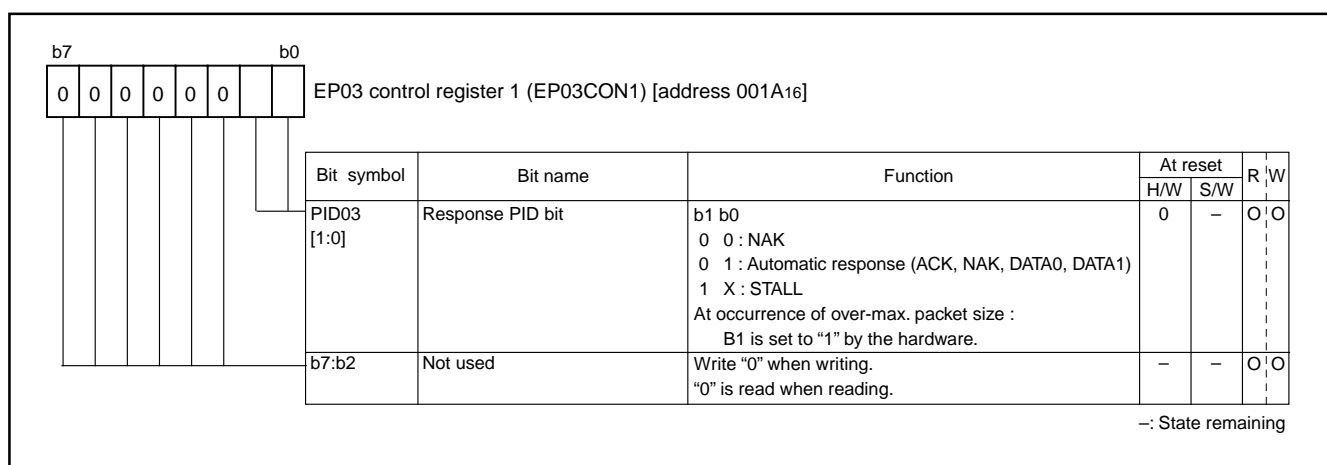 b7 b0
0 0 0 0 0 0
EP03 control register 1 (EP03CON1) [address 001A16]
Bit symbol Bit name Function At reset R W
H/W S/W
PID03 Response PID bit b1 b0 0 – O O
[1:0] 0 0 : NAK
0 1 : Automatic response (ACK, NAK, DATA0, DATA1)
1 X : STALL
At occurrence of over-max. packet size :
B1 is set to “1” by the hardware.
b7:b2 Not used Write “0” when writing. – – O O
“0” is read when reading.
–: State remaining